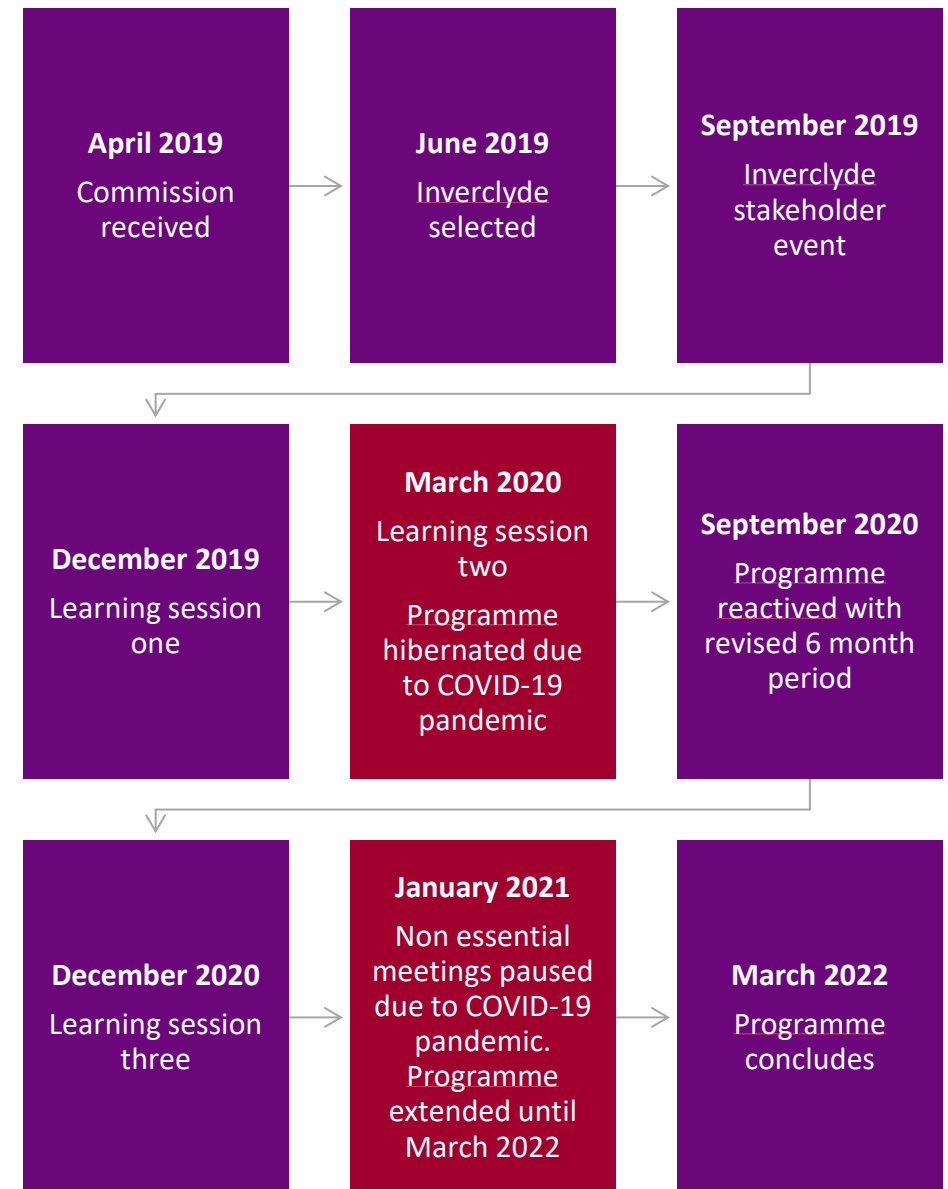 April 2019
Commission
received
June 2019
Inverclyde
selected
September 2019
Inverclyde
stakeholder
event
December 2019
Learning session
one
March 2020
Learning session
two
Programme
hibernated due
to COVID-19
pandemic
September 2020
Programme
reactived with
revised 6 month
period
December 2020
Learning session
three
January 2021
Non essential
meetings paused
due to COVID-19
pandemic.
Programme
extended until
March 2022
March 2022
Programme
concludes